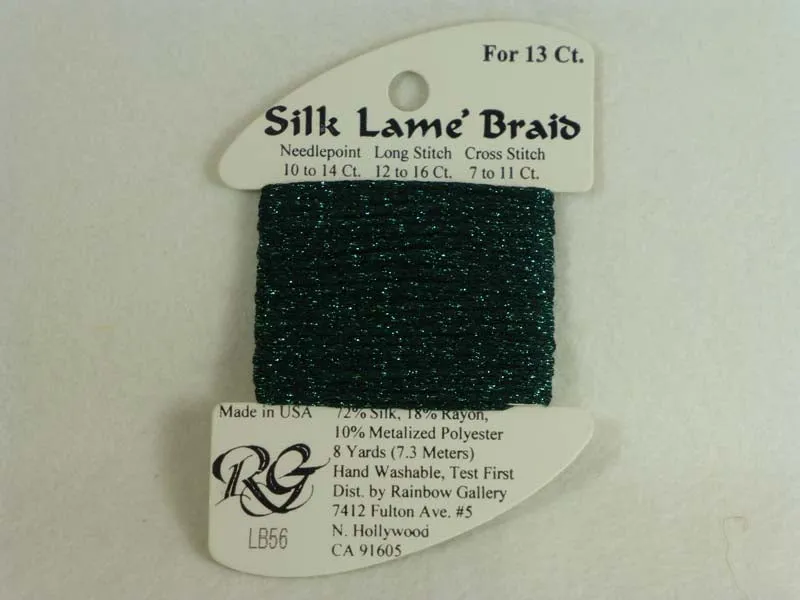 For 13 Ct.
Silk Lame' Braid
Needlepoint Long Stitch Cross Stitch
10 to 14 Ct. 12 to 16 Ct. 7 to 11 Ct.
Made in USA
72% Silk, 18% Rayon,
10% Metalized Polyester
8 Yards (7.3 Meters)
Hand Washable, Test First
Dist. by Rainbow Gallery
7412 Fulton Ave. #5
N. Hollywood
CA 91605
RG
LB56